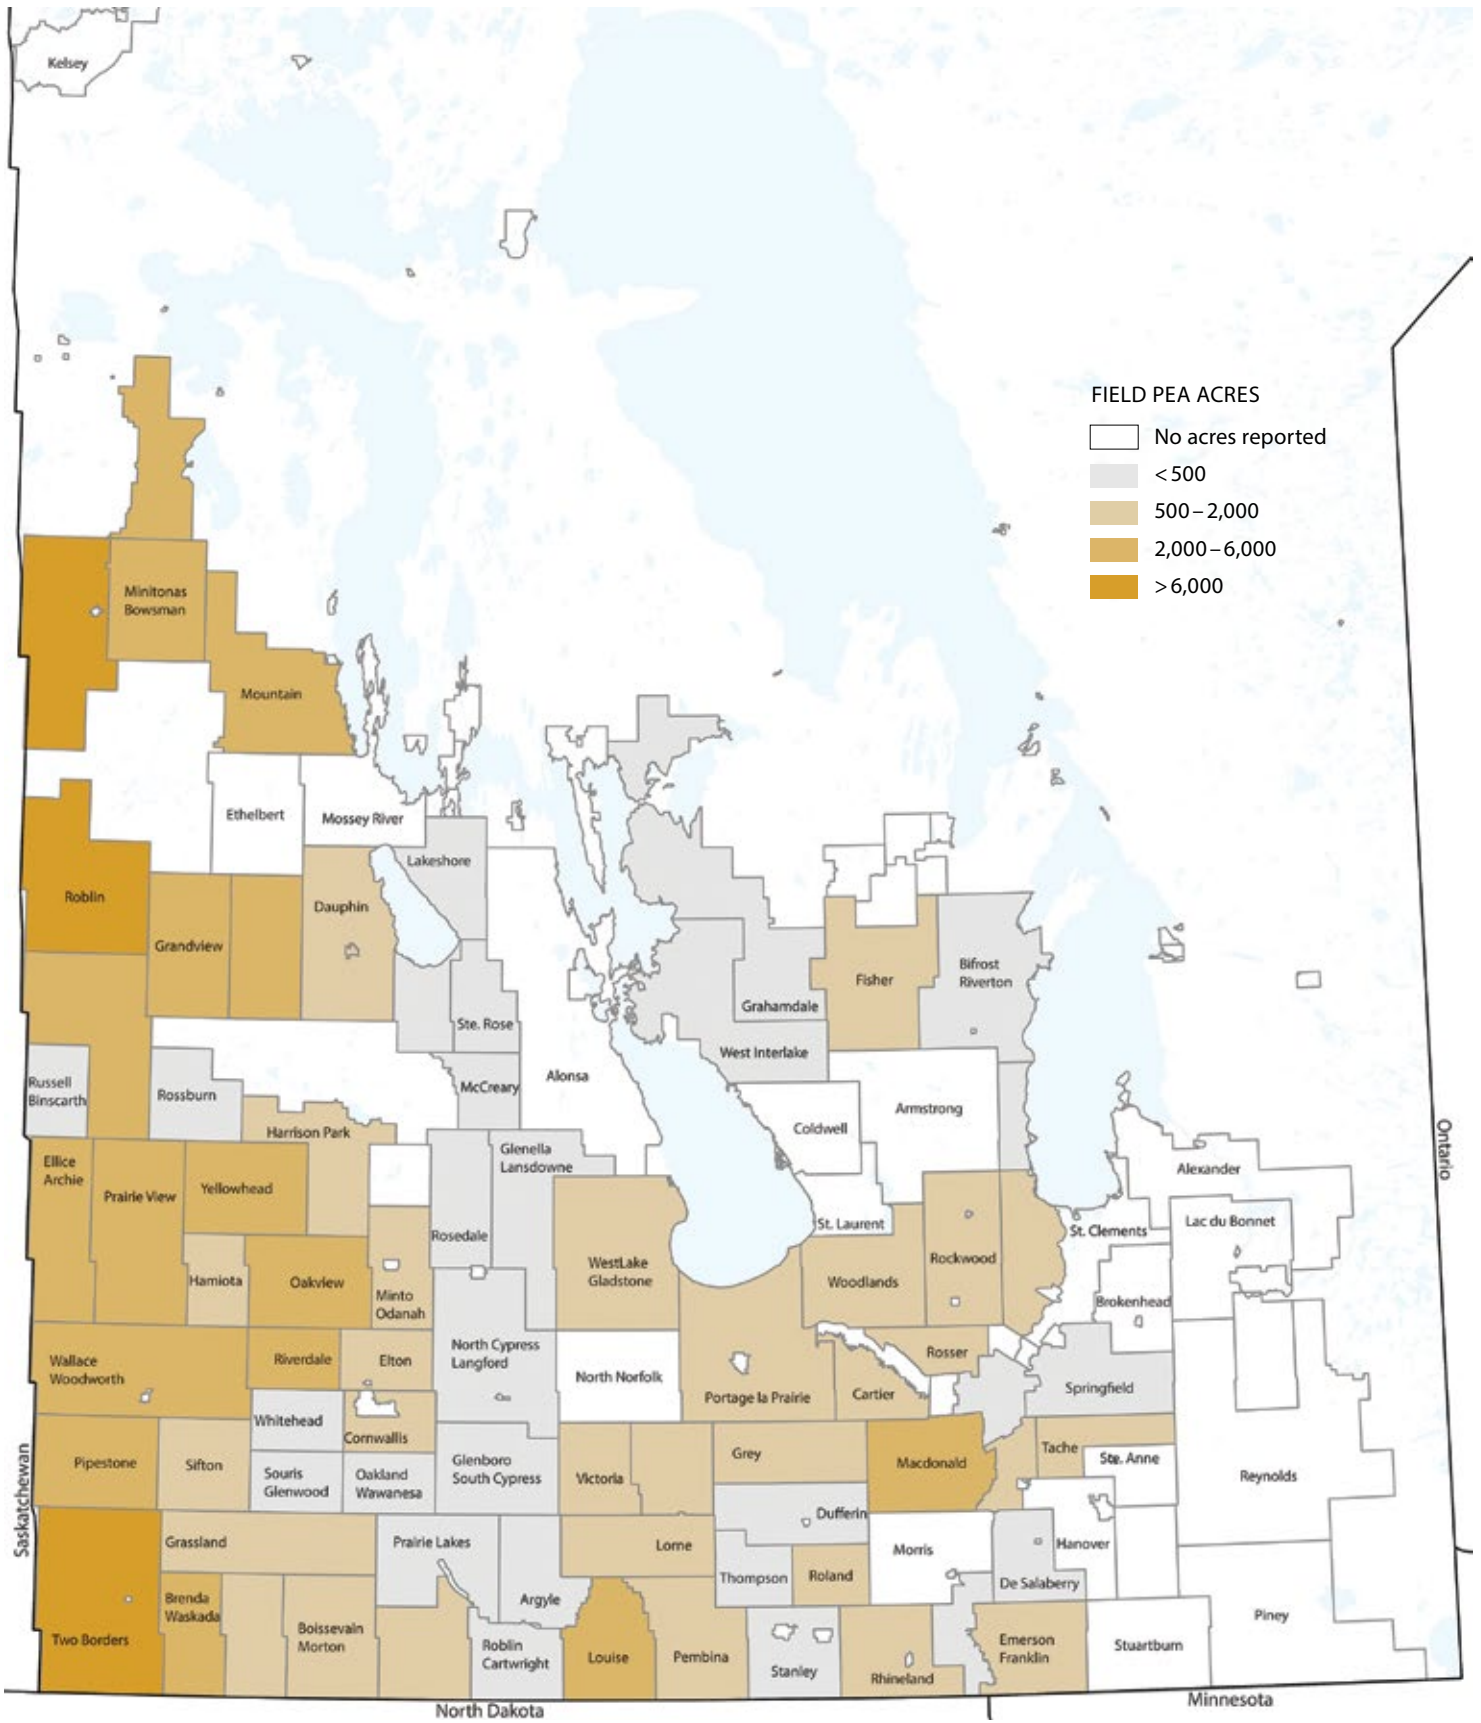 Kelsey
FIELD PEA ACRES
No acres reported
< 500
500 – 2,000
2,000 – 6,000
> 6,000
Minitonas
Bowsman
Mountain
Ethelbert
Mossey River
Lakeshore
Roblin
Dauphin
Grandview
Ste. Rose
Grahamdale
Fisher
Bifrost
Riverton
West Interlake
Russell
Binscarth
Rossburn
McCreary
Alonsa
Armstrong
Coldwell
Harrison Park
Glenella
Lansdowne
Ellice
Archie
Prairie View
Yellowhead
Alexander
Ontario
Rosedale
St. Laurent
St. Clements
Lac du Bonnet
Hamiota
Oakview
Minto
Odanah
WestLake
Gladstone
Woodlands
Rockwood
Brokenhead
Wallace
Woodworth
Riverdale
Elton
North Cypress
Langford
North Norfolk
Portage la Prairie
Cartier
Rosser
Springfield
Whitehead
Cornwallis
Pipestone
Sifton
Souris
Glenwood
Oakland
Wawanesa
Glenboro
South Cypress
Victoria
Grey
Macdonald
Tache
Ste. Anne
Reynolds
Saskatchewan
Grassland
Prairie Lakes
Lorne
Dufferin
Morris
Hanover
Thompson
Roland
De Salaberry
Brenda
Waskada
Boissevain
Morton
Argyle
Two Borders
Roblin
Cartwright
Louise
Pembina
Stanley
Rhineland
Emerson
Franklin
Stuartburn
Piney
North Dakota
Minnesota